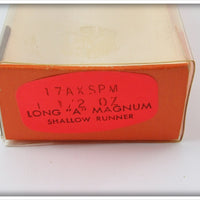 17AXSPM
1 1/2 OZ
LONG "A" MAGNUM
SHALLOW RUNNER